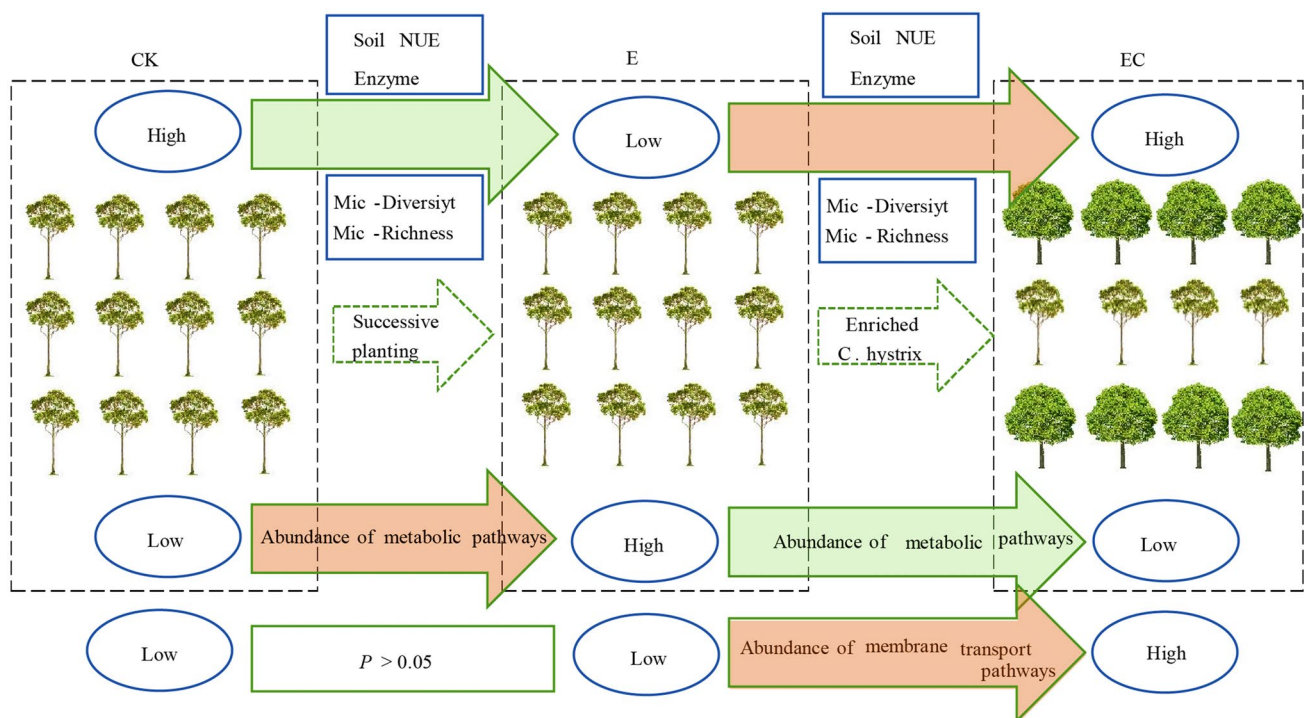 CK
Soil NUE
Enzyme
E
Soil NUE
Enzyme
EC
High
Low
High
Mic -Diversiyt
Mic -Richness
Mic -Diversiyt
Mic - Richness
Successive
planting
Enriched
C . hystrix
Low
Abundance of metabolic pathways
High
Abundance of metabolic pathways
Low
Low
P > 0.05
Low
Abundance of membrane transport
pathways
High